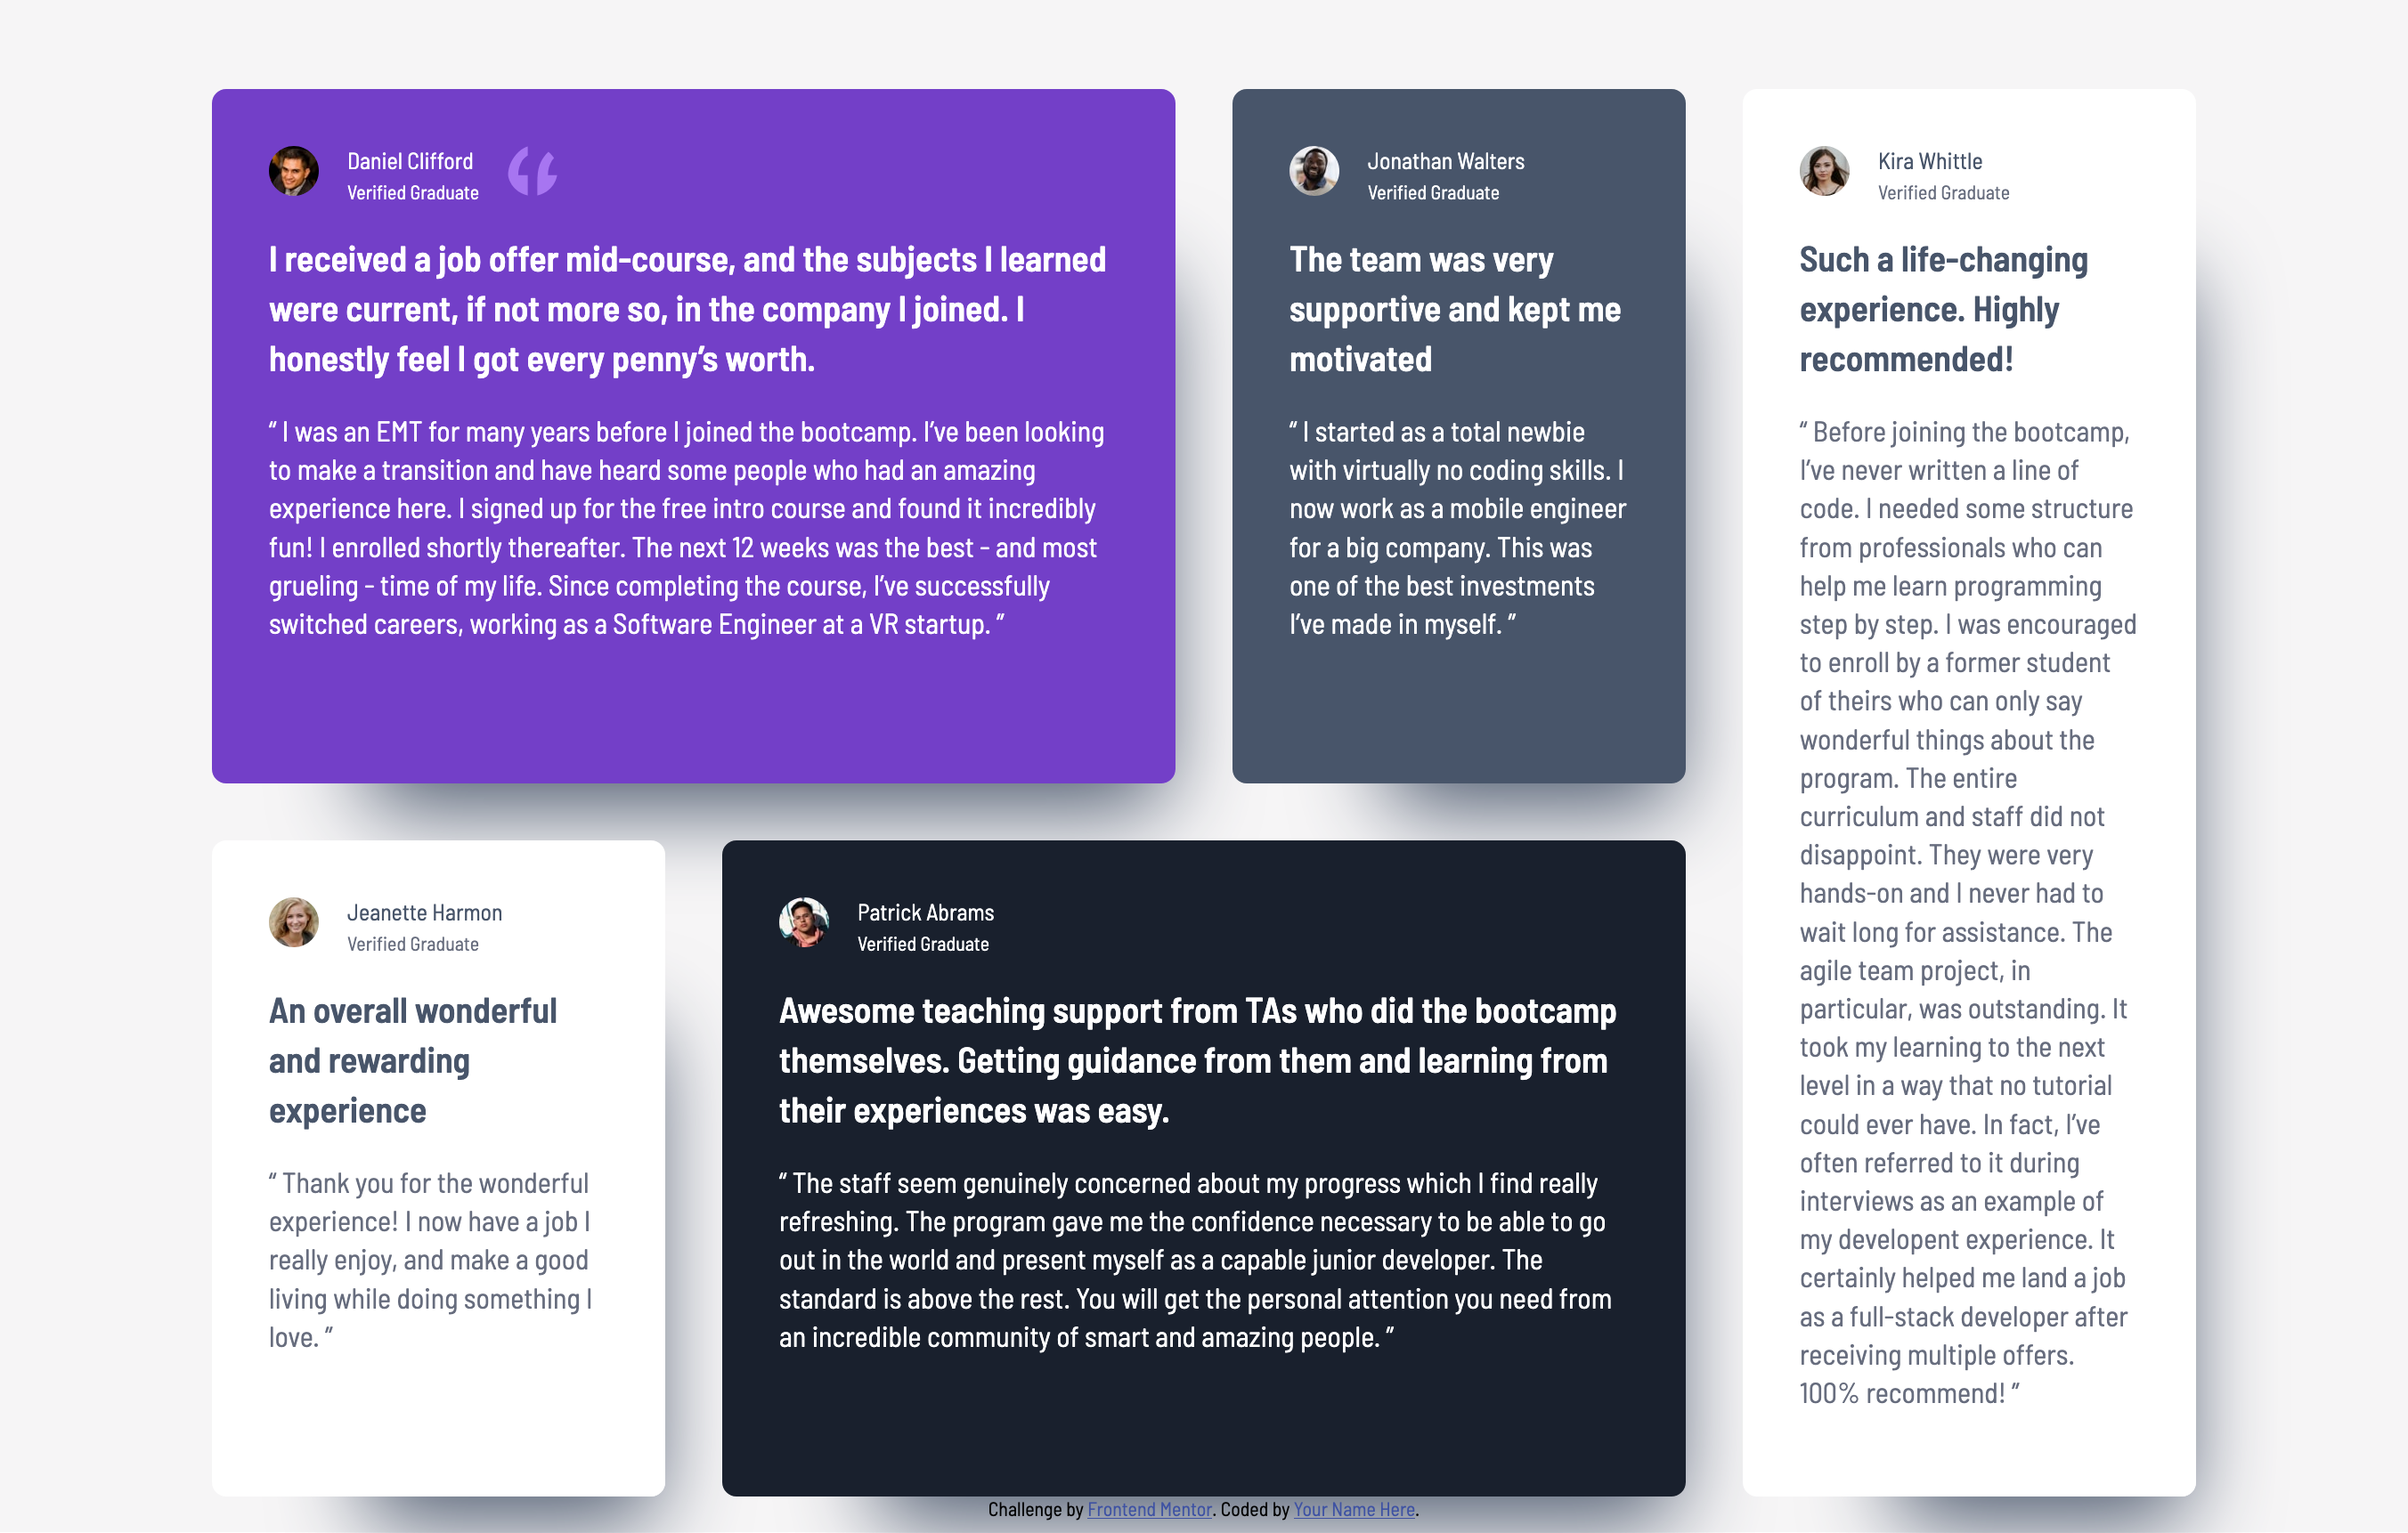 Daniel Clifford
Verified Graduate
I received a job offer mid-course, and the subjects I learned
were current, if not more so, in the company I joined. I
honestly feel I got every penny’s worth.
“ I was an EMT for many years before I joined the bootcamp. I’ve been looking
to make a transition and have heard some people who had an amazing
experience here. I signed up for the free intro course and found it incredibly
fun! I enrolled shortly thereafter. The next 12 weeks was the best - and most
grueling - time of my life. Since completing the course, I’ve successfully
switched careers, working as a Software Engineer at a VR startup. ”
Jonathan Walters
Verified Graduate
The team was very
supportive and kept me
motivated
“ I started as a total newbie
with virtually no coding skills. I
now work as a mobile engineer
for a big company. This was
one of the best investments
I’ve made in myself. ”
Kira Whittle
Verified Graduate
Such a life-changing
experience. Highly
recommended!
“ Before joining the bootcamp,
I’ve never written a line of
code. I needed some structure
from professionals who can
help me learn programming
step by step. I was encouraged
to enroll by a former student
of theirs who can only say
wonderful things about the
program. The entire
curriculum and staff did not
disappoint. They were very
hands-on and I never had to
wait long for assistance. The
agile team project, in
particular, was outstanding. It
took my learning to the next
level in a way that no tutorial
could ever have. In fact, I’ve
often referred to it during
interviews as an example of
my developent experience. It
certainly helped me land a job
as a full-stack developer after
receiving multiple offers.
100% recommend! ”
Jeanette Harmon
Verified Graduate
An overall wonderful
and rewarding
experience
“ Thank you for the wonderful
experience! I now have a job I
really enjoy, and make a good
living while doing something I
love. ”
Patrick Abrams
Verified Graduate
Awesome teaching support from TAs who did the bootcamp
themselves. Getting guidance from them and learning from
their experiences was easy.
“ The staff seem genuinely concerned about my progress which I find really
refreshing. The program gave me the confidence necessary to be able to go
out in the world and present myself as a capable junior developer. The
standard is above the rest. You will get the personal attention you need from
an incredible community of smart and amazing people. ”
Challenge by Frontend Mentor. Coded by Your Name Here.